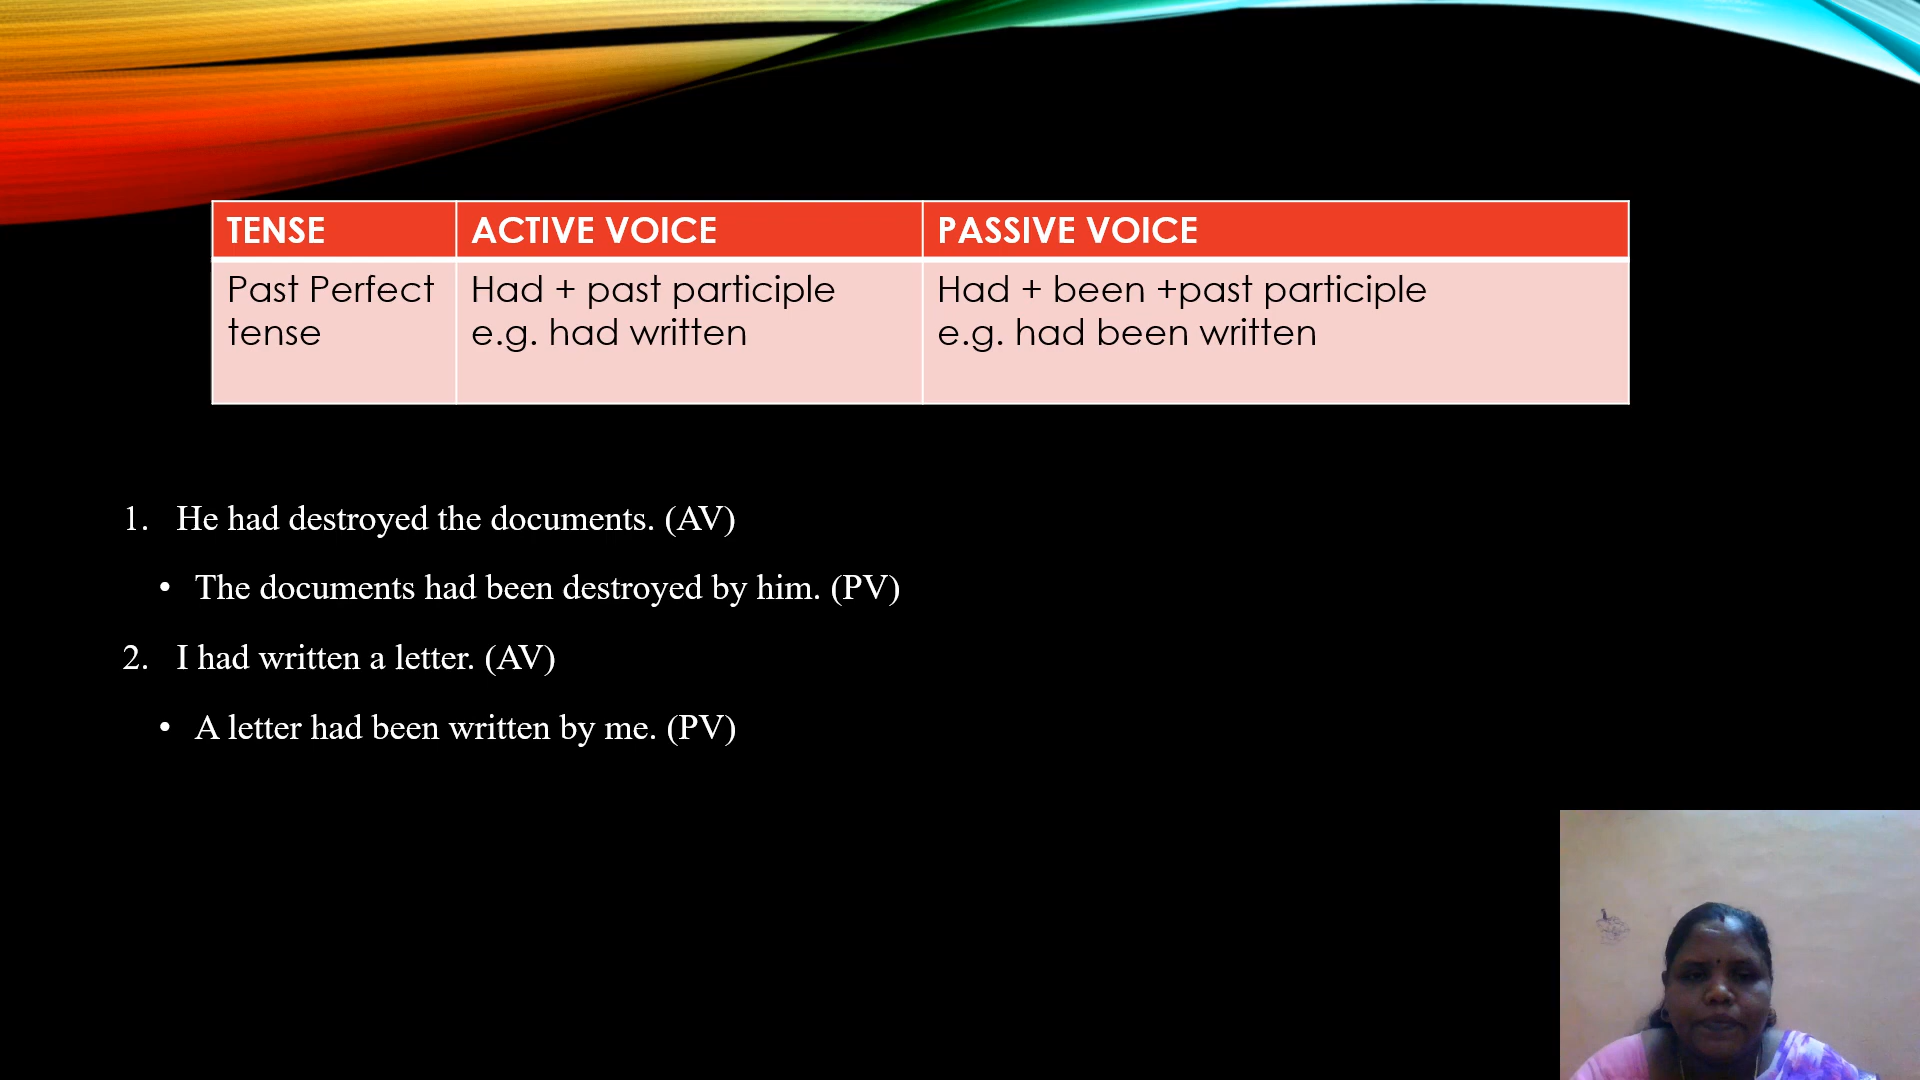 TENSE ACTIVE VOICE PASSIVE VOICE
Past Perfect Had + past participle Had + been +past participle
tense e.g. had written e.g. had been written
1. He had destroyed the documents. (AV)
• The documents had been destroyed by him. (PV)
2. I had written a letter. (AV)
• A letter had been written by me. (PV)